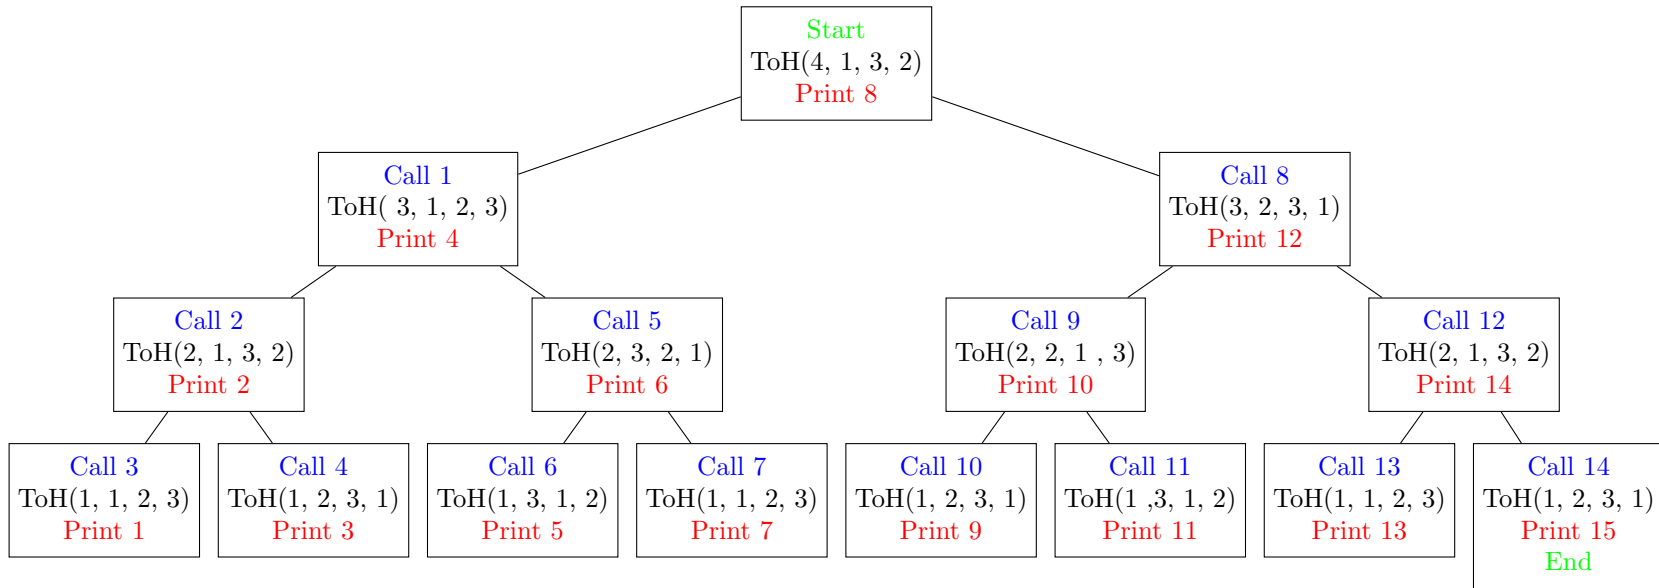 Start
ToH(4, 1, 3, 2)
Print 8
Call 1
ToH( 3, 1, 2, 3)
Print 4
Call 8
ToH(3, 2, 3, 1)
Print 12
Call 2
ToH(2, 1, 3, 2)
Print 2
Call 5
ToH(2, 3, 2, 1)
Print 6
Call 9
ToH(2, 2, 1 , 3)
Print 10
Call 12
ToH(2, 1, 3, 2)
Print 14
Call 3
ToH(1, 1, 2, 3)
Print 1
Call 4
ToH(1, 2, 3, 1)
Print 3
Call 6
ToH(1, 3, 1, 2)
Print 5
Call 7
ToH(1, 1, 2, 3)
Print 7
Call 10
ToH(1, 2, 3, 1)
Print 9
Call 11
ToH(1 ,3, 1, 2)
Print 11
Call 13
ToH(1, 1, 2, 3)
Print 13
Call 14
ToH(1, 2, 3, 1)
Print 15
End